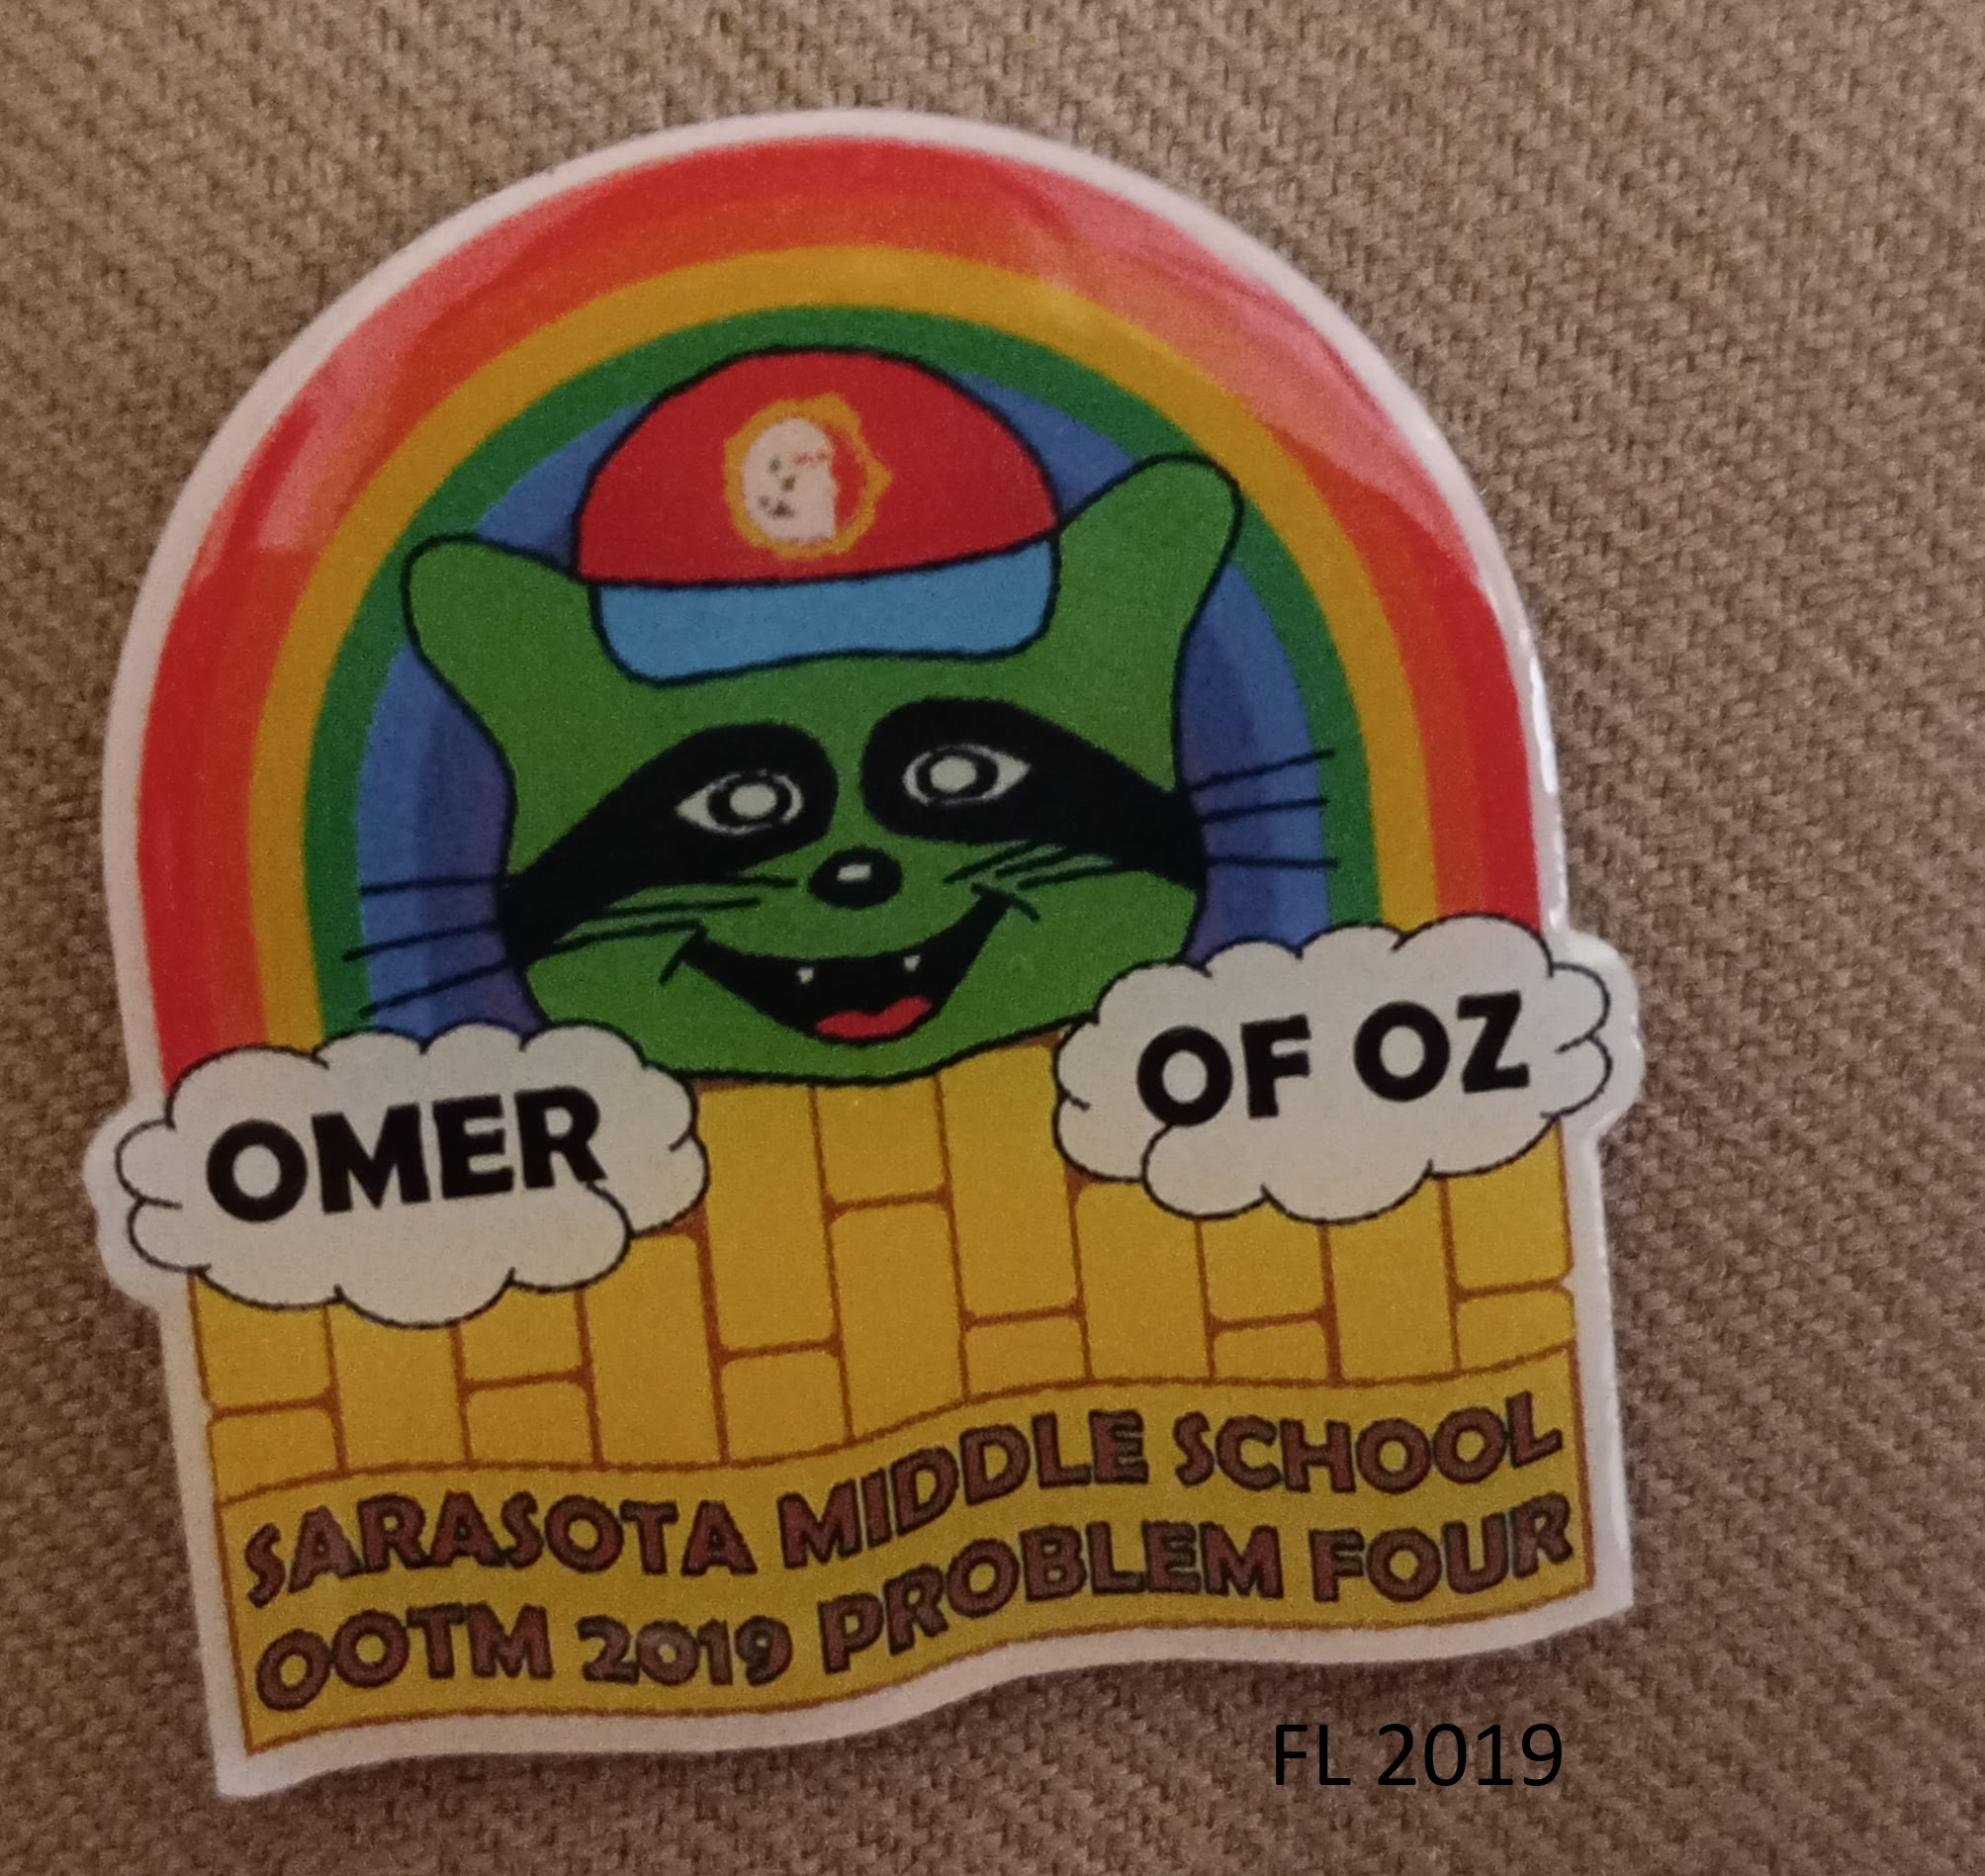 OMER
OF OZ
SARASOTA MIDDLE SCHOOL
OOTM 2019 PROBLEM FOUR
FL 2019